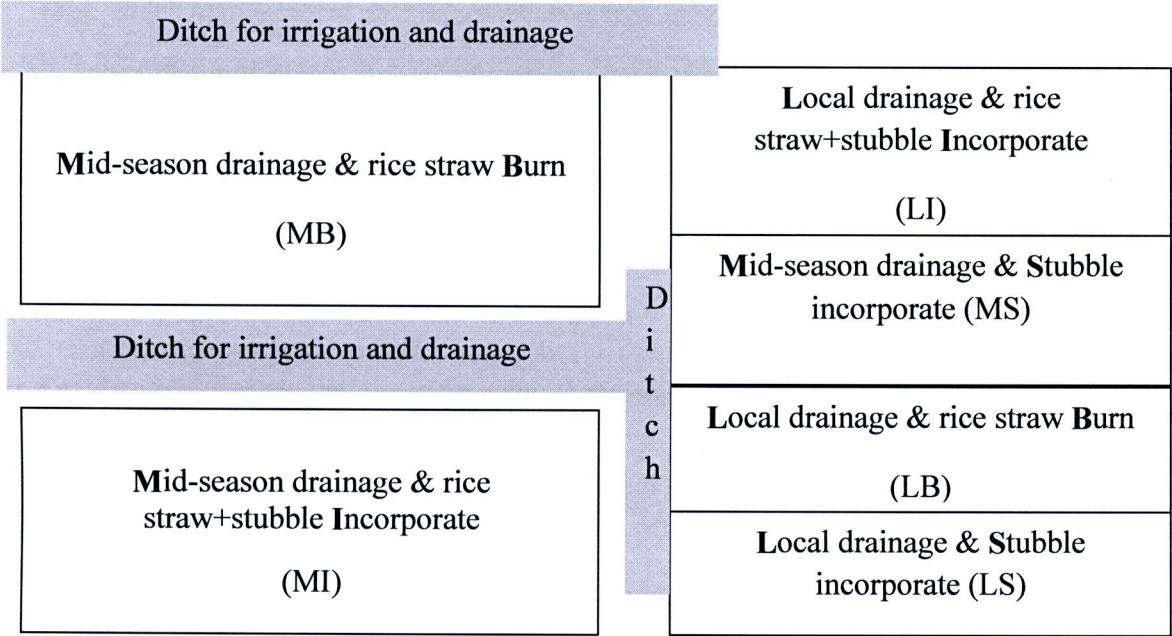 Ditch for irrigation and drainage
Mid-season drainage & rice straw Burn
(MB)
Ditch for irrigation and drainage
Mid-season drainage & rice
straw+stubble Incorporate
(MI)
D
i
t
c
h
Local drainage & rice
straw+stubble Incorporate
(LI)
Mid-season drainage & Stubble
incorporate (MS)
Local drainage & rice straw Burn
(LB)
Local drainage & Stubble
incorporate (LS)